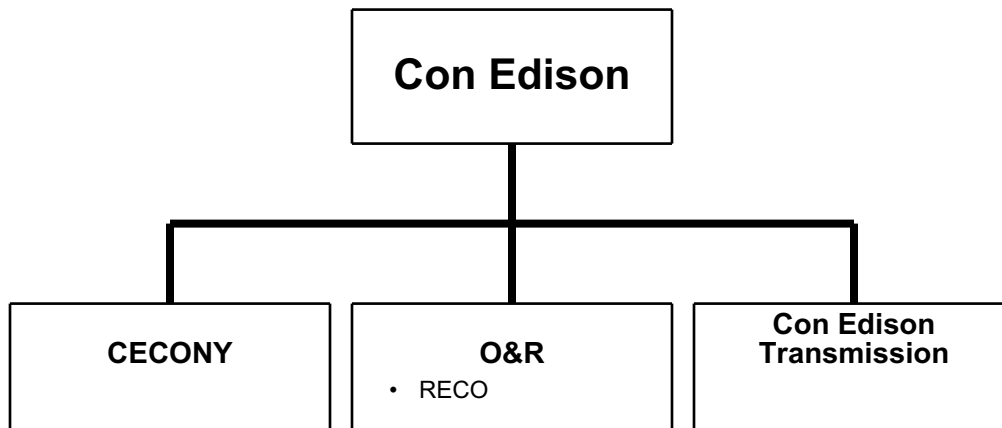 Con Edison
CECONY
O&R
• RECO
Con Edison
Transmission